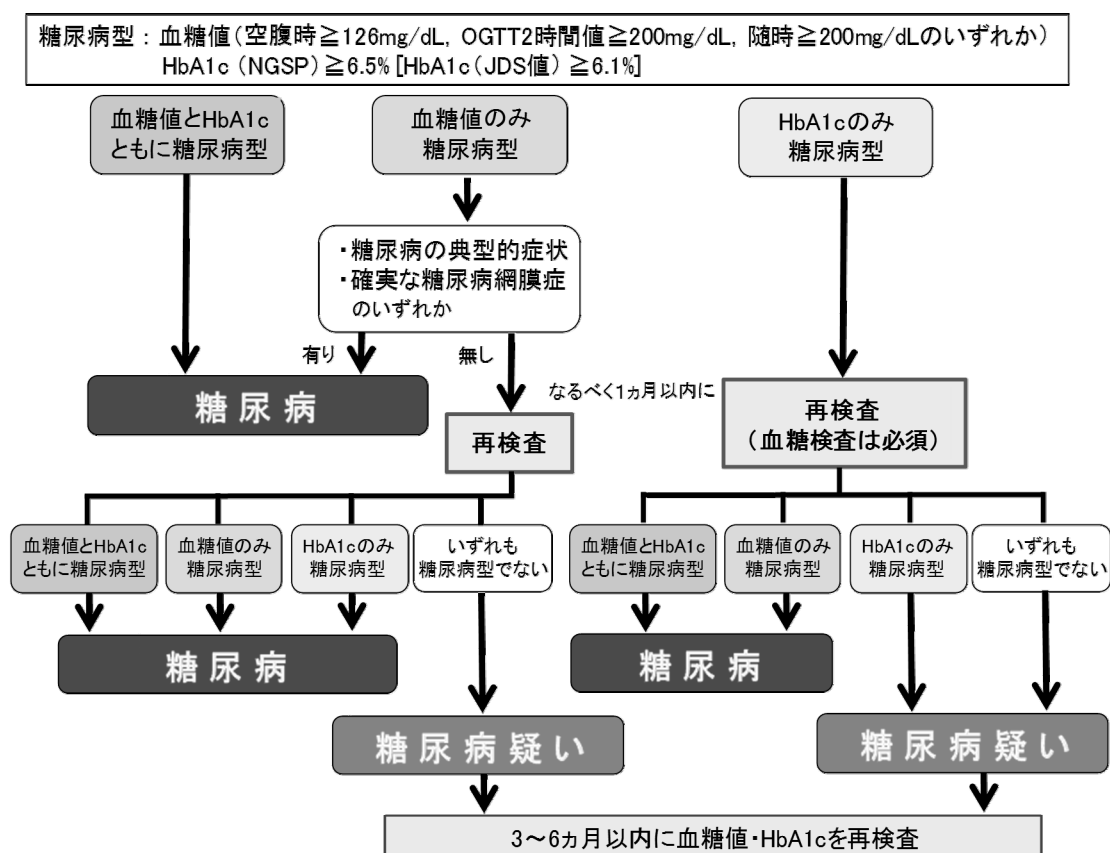 糖尿病型：血糖値(空腹時≧126mg/dL，OGTT2時間値≧200mg/dL，随時≧200mg/dLのいずれか)
HbA1c (NGSP)≧6.5% [HbA1c(JDS値) ≧6.1%]
血糖値とHbA1c
ともに糖尿病型
血糖値のみ
糖尿病型
HbA1cのみ
糖尿病型
・糖尿病の典型的症状
・確実な糖尿病網膜症
のいずれか
有り
無し
なるべく1ヵ月以内に
糖尿病
再検査
再検査
(血糖検査は必須)
血糖値とHbA1c
ともに糖尿病型
血糖値のみ
糖尿病型
HbA1cのみ
糖尿病型
いずれも
糖尿病型でない
血糖値とHbA1c
ともに糖尿病型
血糖値のみ
糖尿病型
HbA1cのみ
糖尿病型
いずれも
糖尿病型でない
糖尿病
糖尿病
糖尿病疑い
糖尿病疑い
3～6ヵ月以内に血糖値・HbA1cを再検査